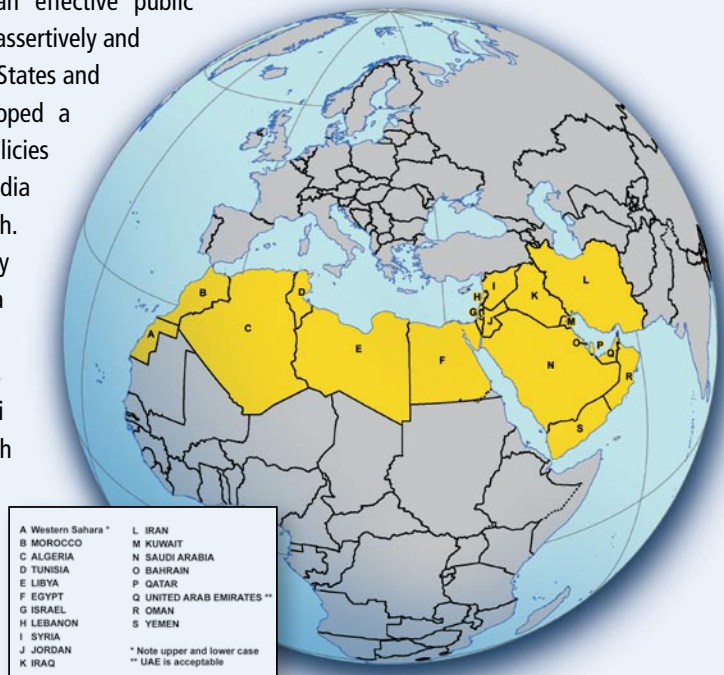 an effective public
assertively and
States and
oped a
licies
dia
h.
y
a
i
h
B
D
A
C
E
F
H
I
G
J
K
L
M
O
P
Q
N
R
S
A Western Sahara *
B MOROCCO
C ALGERIA
D TUNISIA
E LIBYA
F EGYPT
G ISRAEL
H LEBANON
I SYRIA
J JORDAN
K IRAQ
L IRAN
M KUWAIT
N SAUDI ARABIA
O BAHRAIN
P QATAR
Q UNITED ARAB EMIRATES **
R OMAN
S YEMEN
* Note upper and lower case
** UAE is acceptable